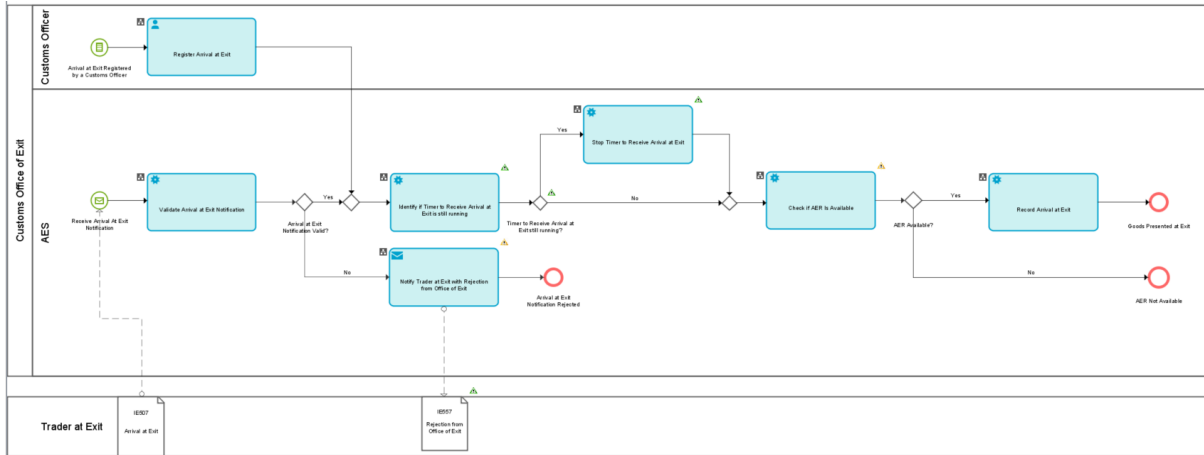 Customs Office of Exit
Customs Officer
Arrival at Exit Registered
by a Customs Officer
Register Arrival at Exit
AES
Receive Arrival At Exit
Notification
Validate Arrival at Exit Notification
Arrival at Exit
Notification Valid?
Yes
No
Identify if Timer to Receive Arrival at
Exit is still running
Notify Trader at Exit with Rejection
from Office of Exit
Arrival at Exit
Notification Rejected
Timer to Receive Arrival at
Exit still running?
Yes
No
Stop Timer to Receive Arrival at Exit
Check if AER Is Available
AER Available?
Yes
No
Record Arrival at Exit
Goods Presented at Exit
AER Not Available
Trader at Exit
IE507
Arrival at Exit
IE557
Rejection from
Office of Exit